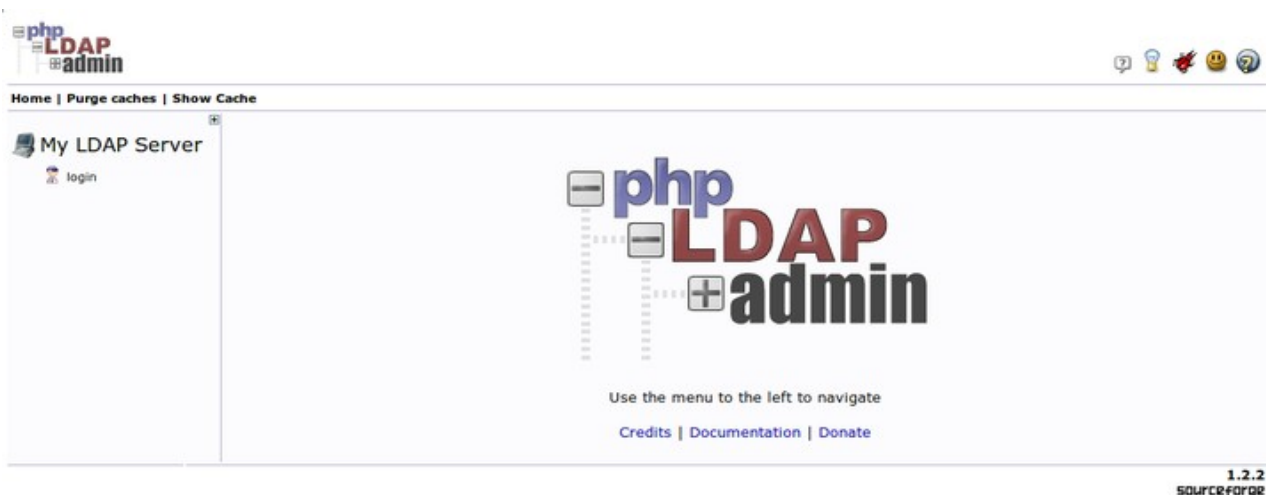 php
LDAP
admin
Home | Purge caches | Show Cache
My LDAP Server
login
php
LDAP
admin
Use the menu to the left to navigate
Credits | Documentation | Donate
1.2.2
sourceforge